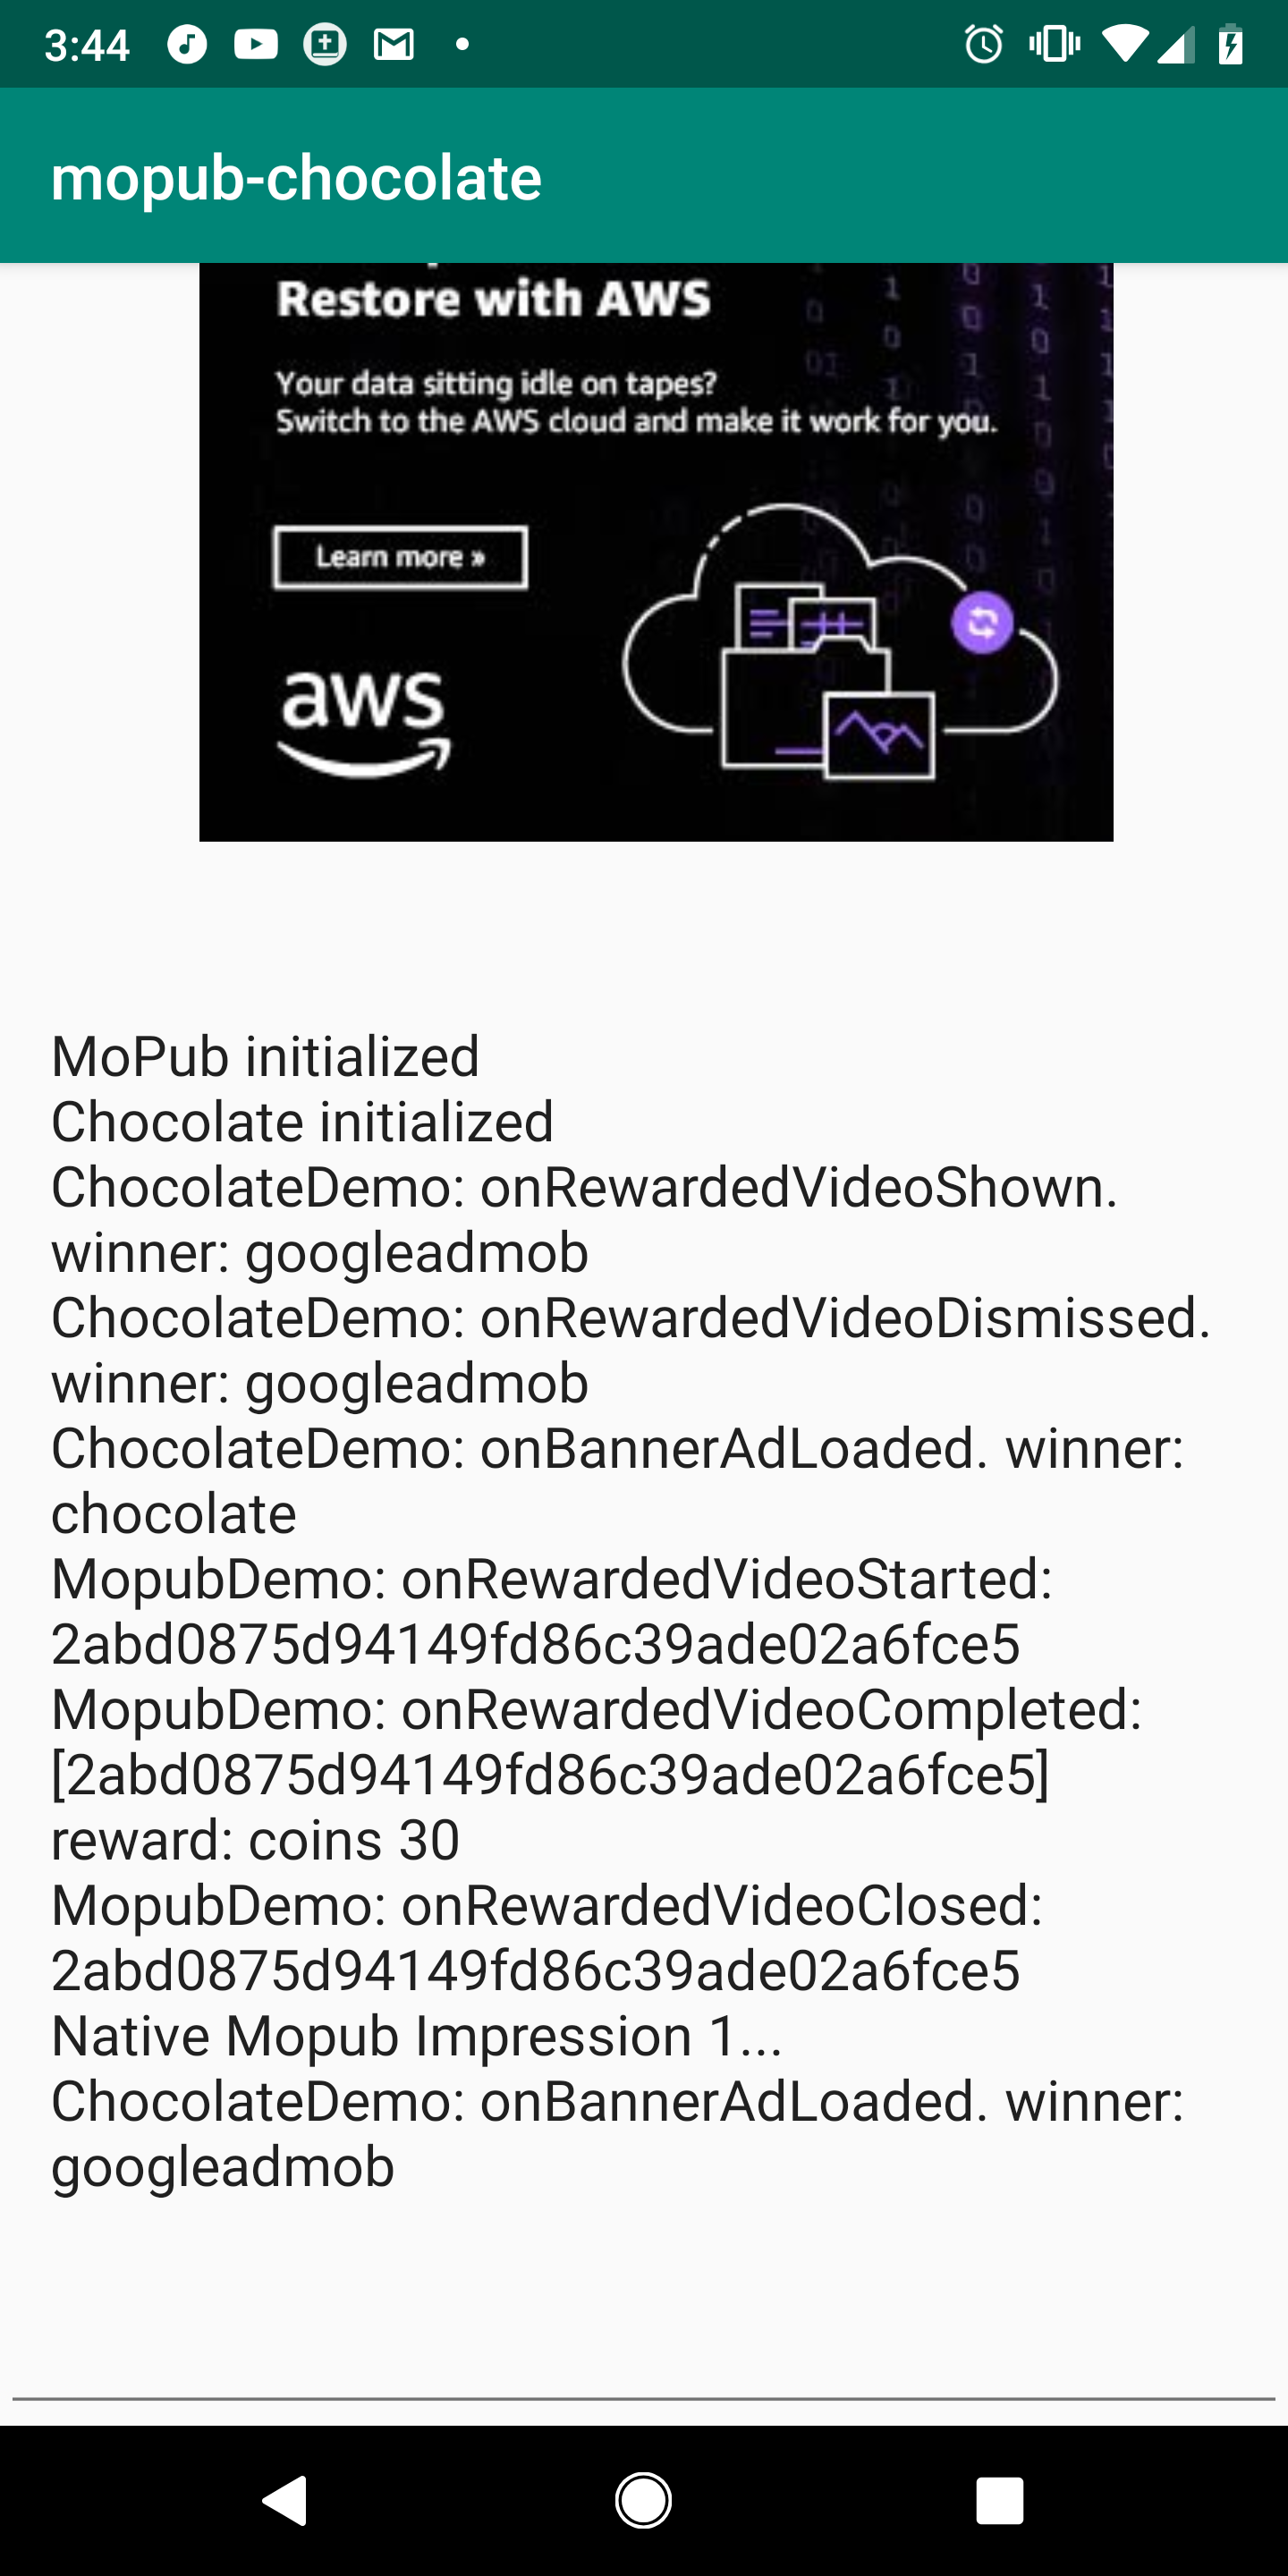 3:44
mopub-chocolate
Restore with AWS
Your data sitting idle on tapes?
Switch to the AWS cloud and make it work for you.
Learn more »
aws
MoPub initialized
Chocolate initialized
ChocolateDemo: onRewardedVideoShown.
winner: googleadmob
ChocolateDemo: onRewardedVideoDismissed.
winner: googleadmob
ChocolateDemo: onBannerAdLoaded. winner:
chocolate
MopubDemo: onRewardedVideoStarted:
2abd0875d94149fd86c39ade02a6fce5
MopubDemo: onRewardedVideoCompleted:
[2abd0875d94149fd86c39ade02a6fce5]
reward: coins 30
MopubDemo: onRewardedVideoClosed:
2abd0875d94149fd86c39ade02a6fce5
Native Mopub Impression 1...
ChocolateDemo: onBannerAdLoaded. winner:
googleadmob